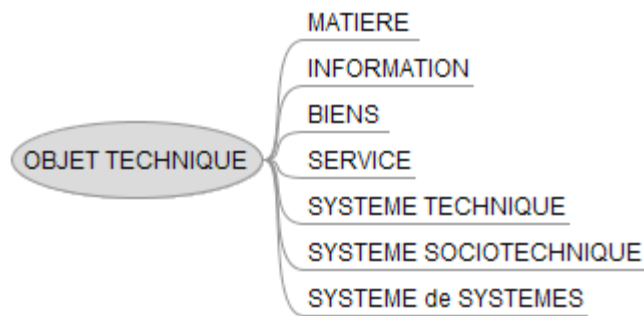 MATIERE
INFORMATION
BIENS
OBJET TECHNIQUE
SERVICE
SYSTEME TECHNIQUE
SYSTEME SOCIOTECHNIQUE
SYSTEME de SYSTEMES